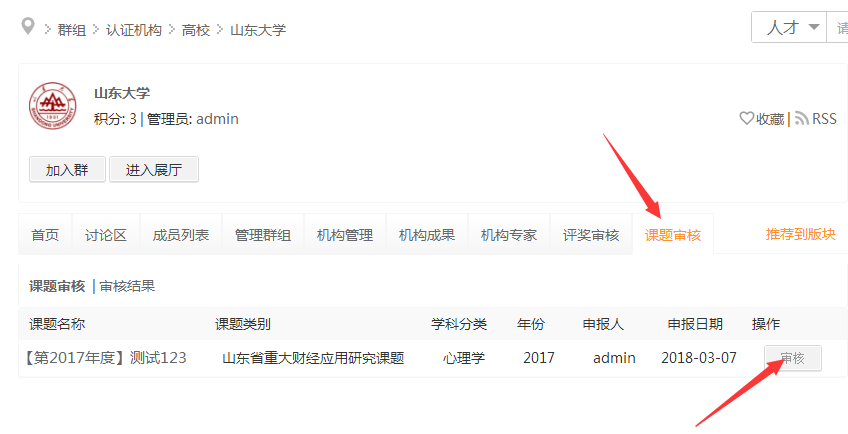 群组 > 认证机构 > 高校 > 山东大学
人才
请
山东大学
积分: 3 | 管理员: admin
收藏 | RSS
加入群 进入展厅
首页 讨论区 成员列表 管理群组 机构管理 机构成果 机构专家 评奖审核 课题审核 推荐到版块
课题审核 | 审核结果
课题名称 课题类别 学科分类 年份 申报人 申报日期 操作
【第2017年度】测试123 山东省重大财经应用研究课题 心理学 2017 admin 2018-03-07 审核